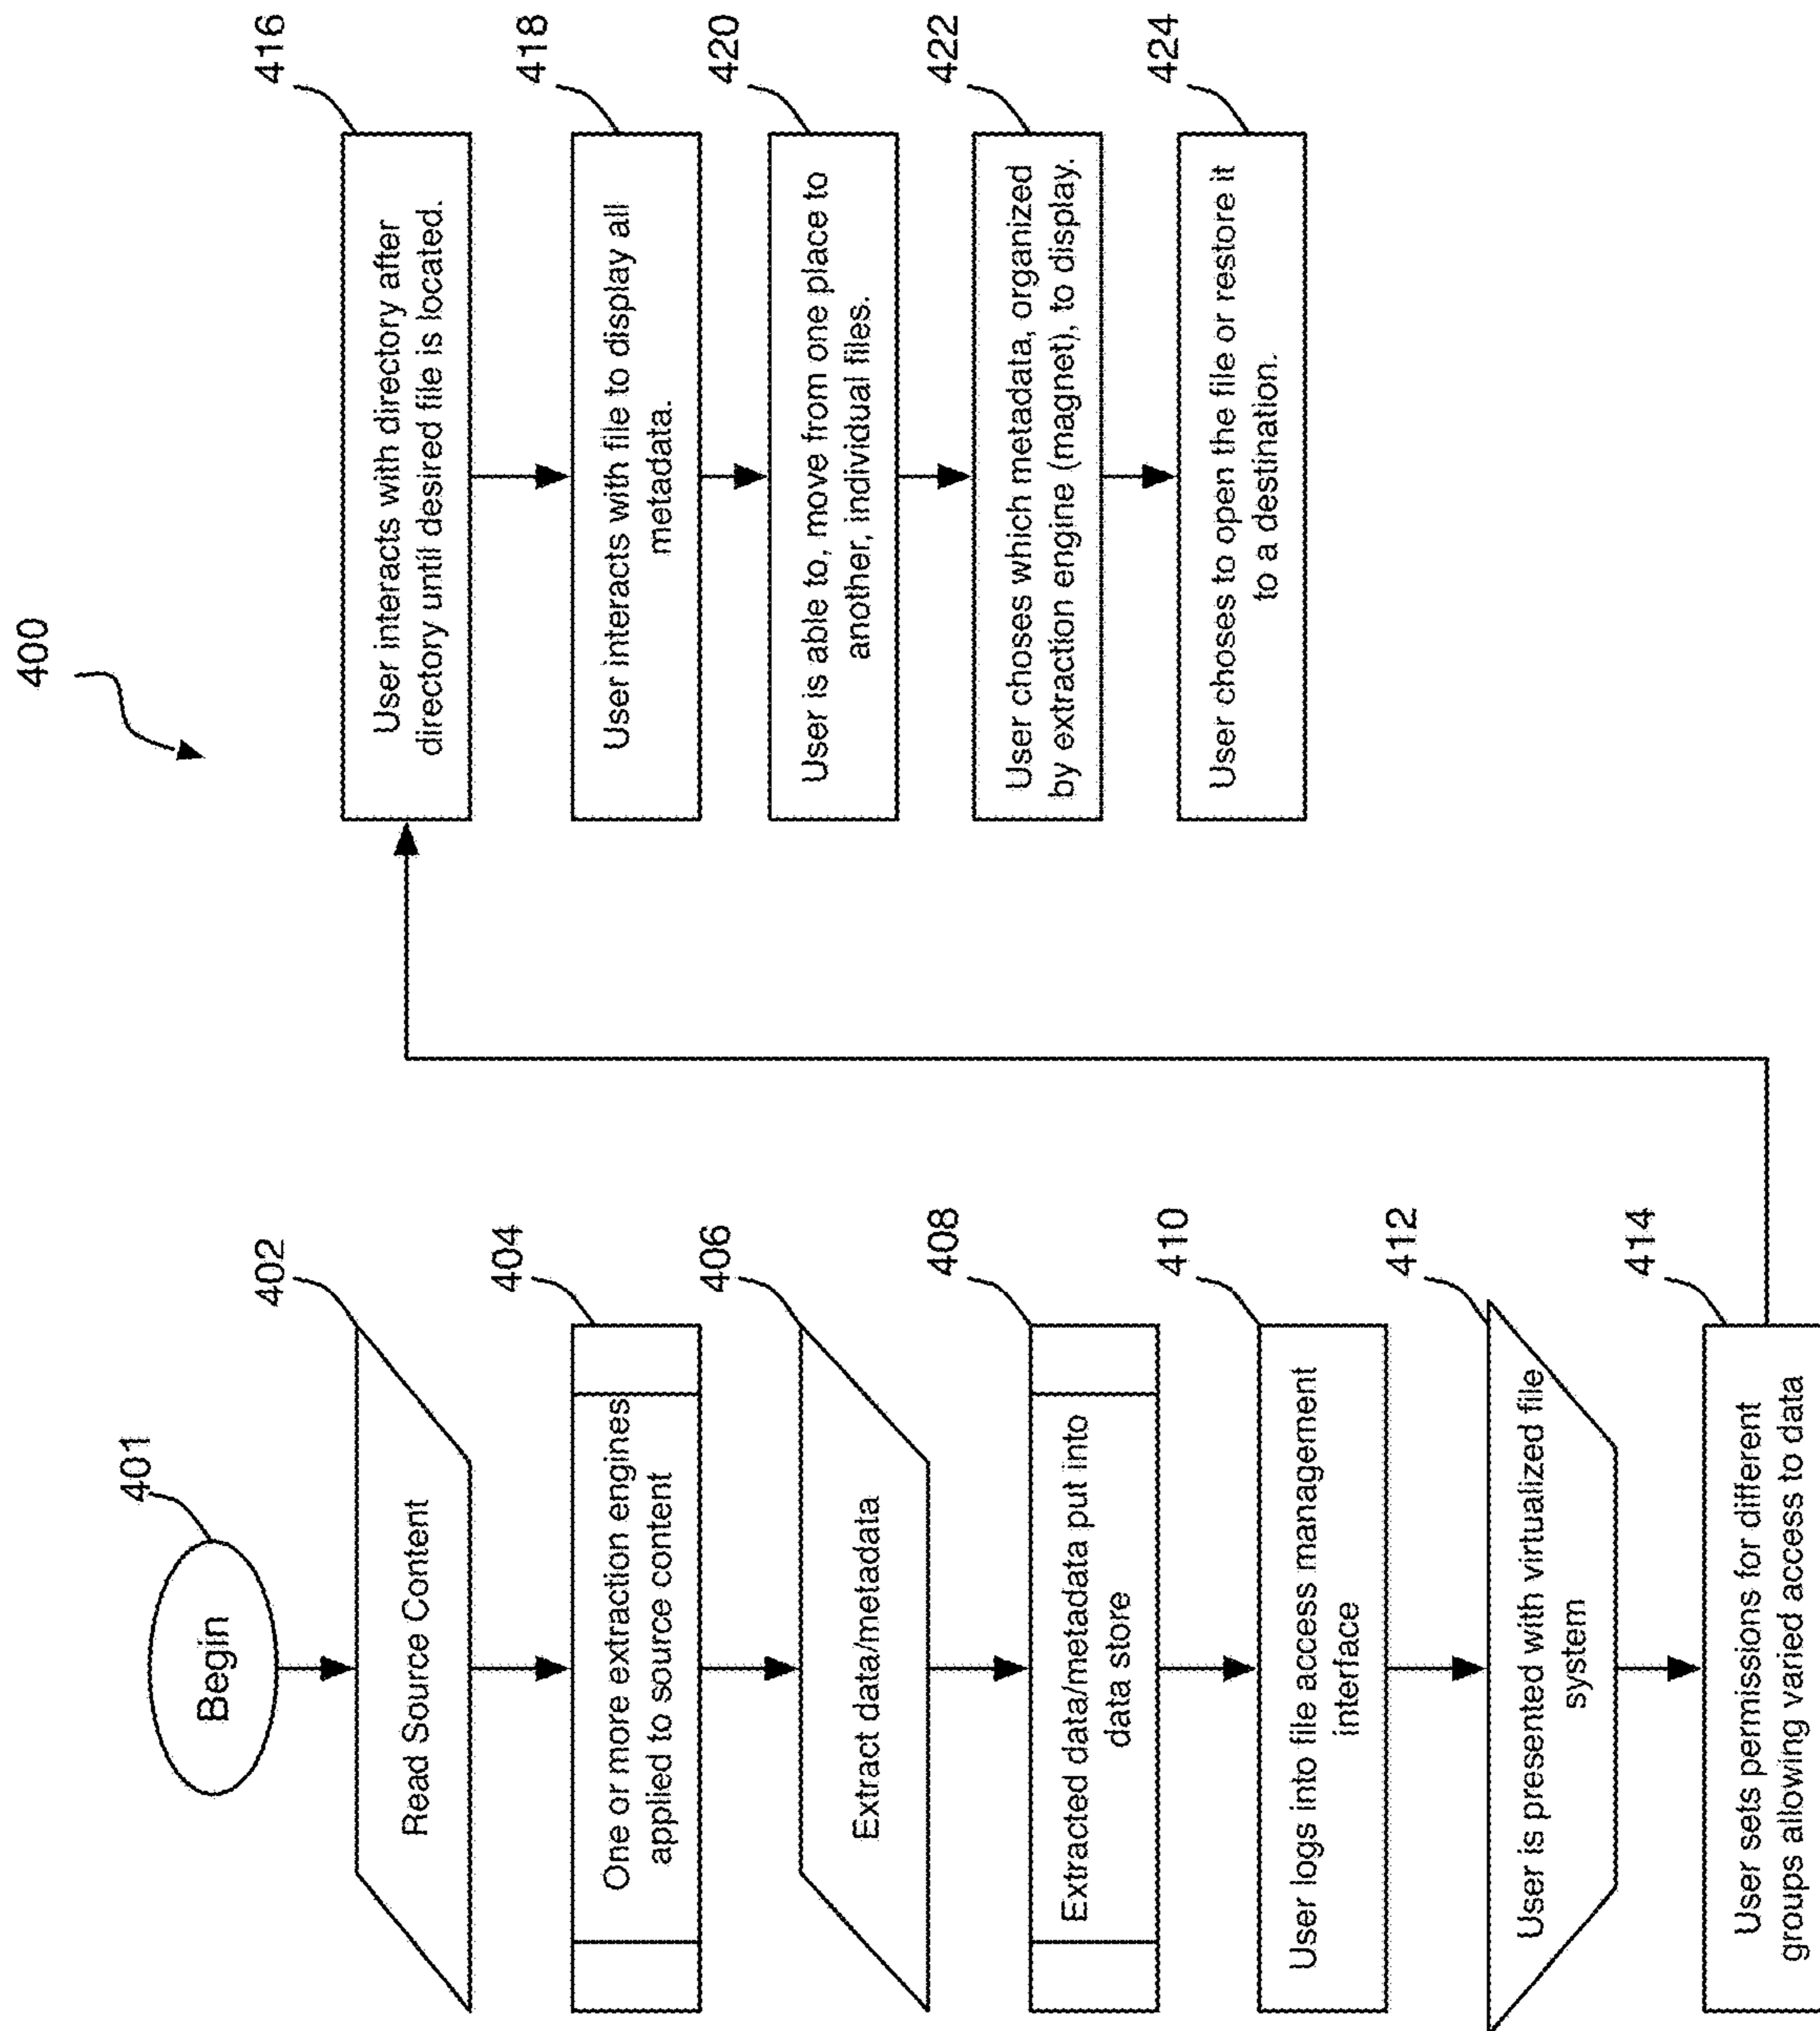 400
401
Begin
402
Read Source Content
404
One or more extraction engines
applied to source content
406
Extract data/metadata
408
Extracted data/metadata put into
data store
410
User logs into file access management
interface
412
User is presented with virtualized file
system
414
User sets permissions for different
groups allowing varied access to data
416
User interacts with directory after
directory until desired file is located.
418
User interacts with file to display all
metadata.
420
User is able to, move from one place to
another, individual files.
422
User choses which metadata, organized
by extraction engine (magnet), to display.
424
User choses to open the file or restore it
to a destination.